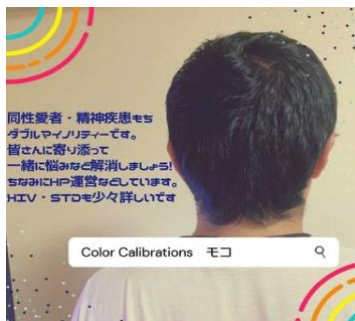 同性愛者・精神疾患もち
ダブルマイノリティーです。
皆さんに寄り添って
一緒に悩みなど解消しましょう!
ちなみにHP運営などしています。
HIV・STDも少々詳しいです
Color Calibrations モコ